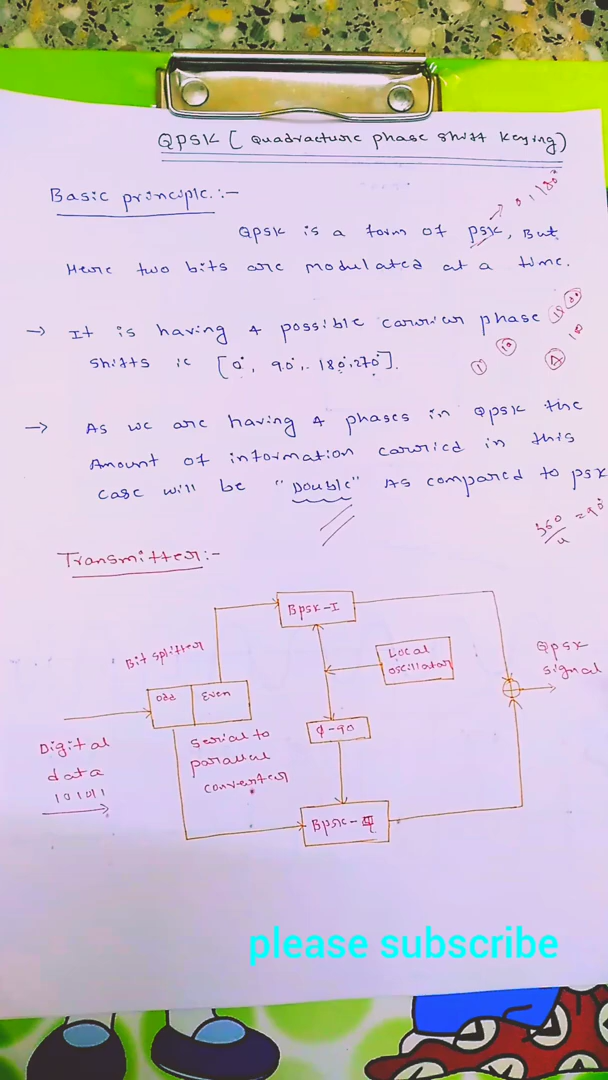 QPSK [Quadracture phase shift keying)
Basic principle:-
0, 180°
QPSK is a form of PSK, But
Here two bits are modulated at a time.
→ It is having 4 possible carrier phase
shifts ie [0°, 90°, 180°, 270°].
→ As we are having 4 phases in QPSK the
Amount of information carried in this
case will be "Double" As compared to PSK
360/4 = 90°
Transmitter:-
Bit splitter
BPSK-I
Local
oscillator
QPSK
signal
odd
Even
Φ-90
Digital
data
101011
Serial to
parallel
converter
BPSK-
please subscribe